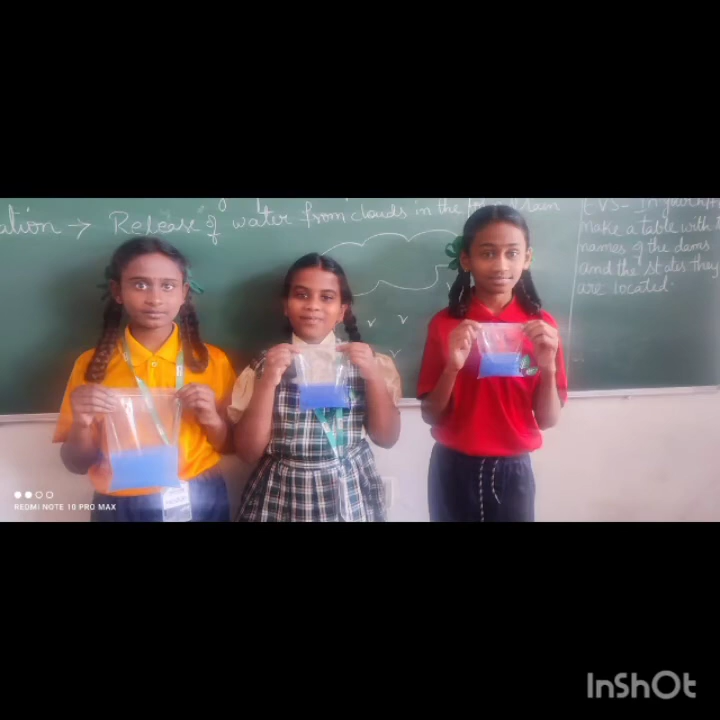 ation → Release of water from clouds in the form
make a table with
names of the dams
and the states they
are located.
REDMI NOTE 10 PRO MAX
InShOt